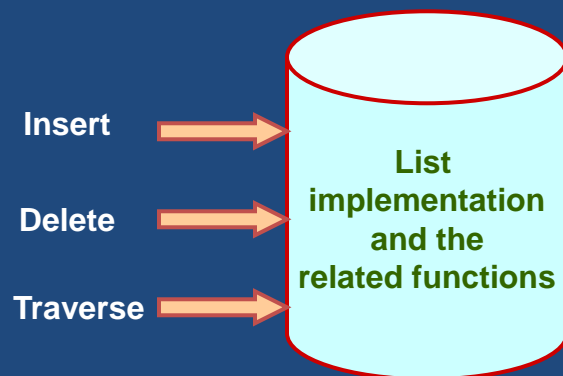 Insert
Delete
Traverse
List
implementation
and the
related functions